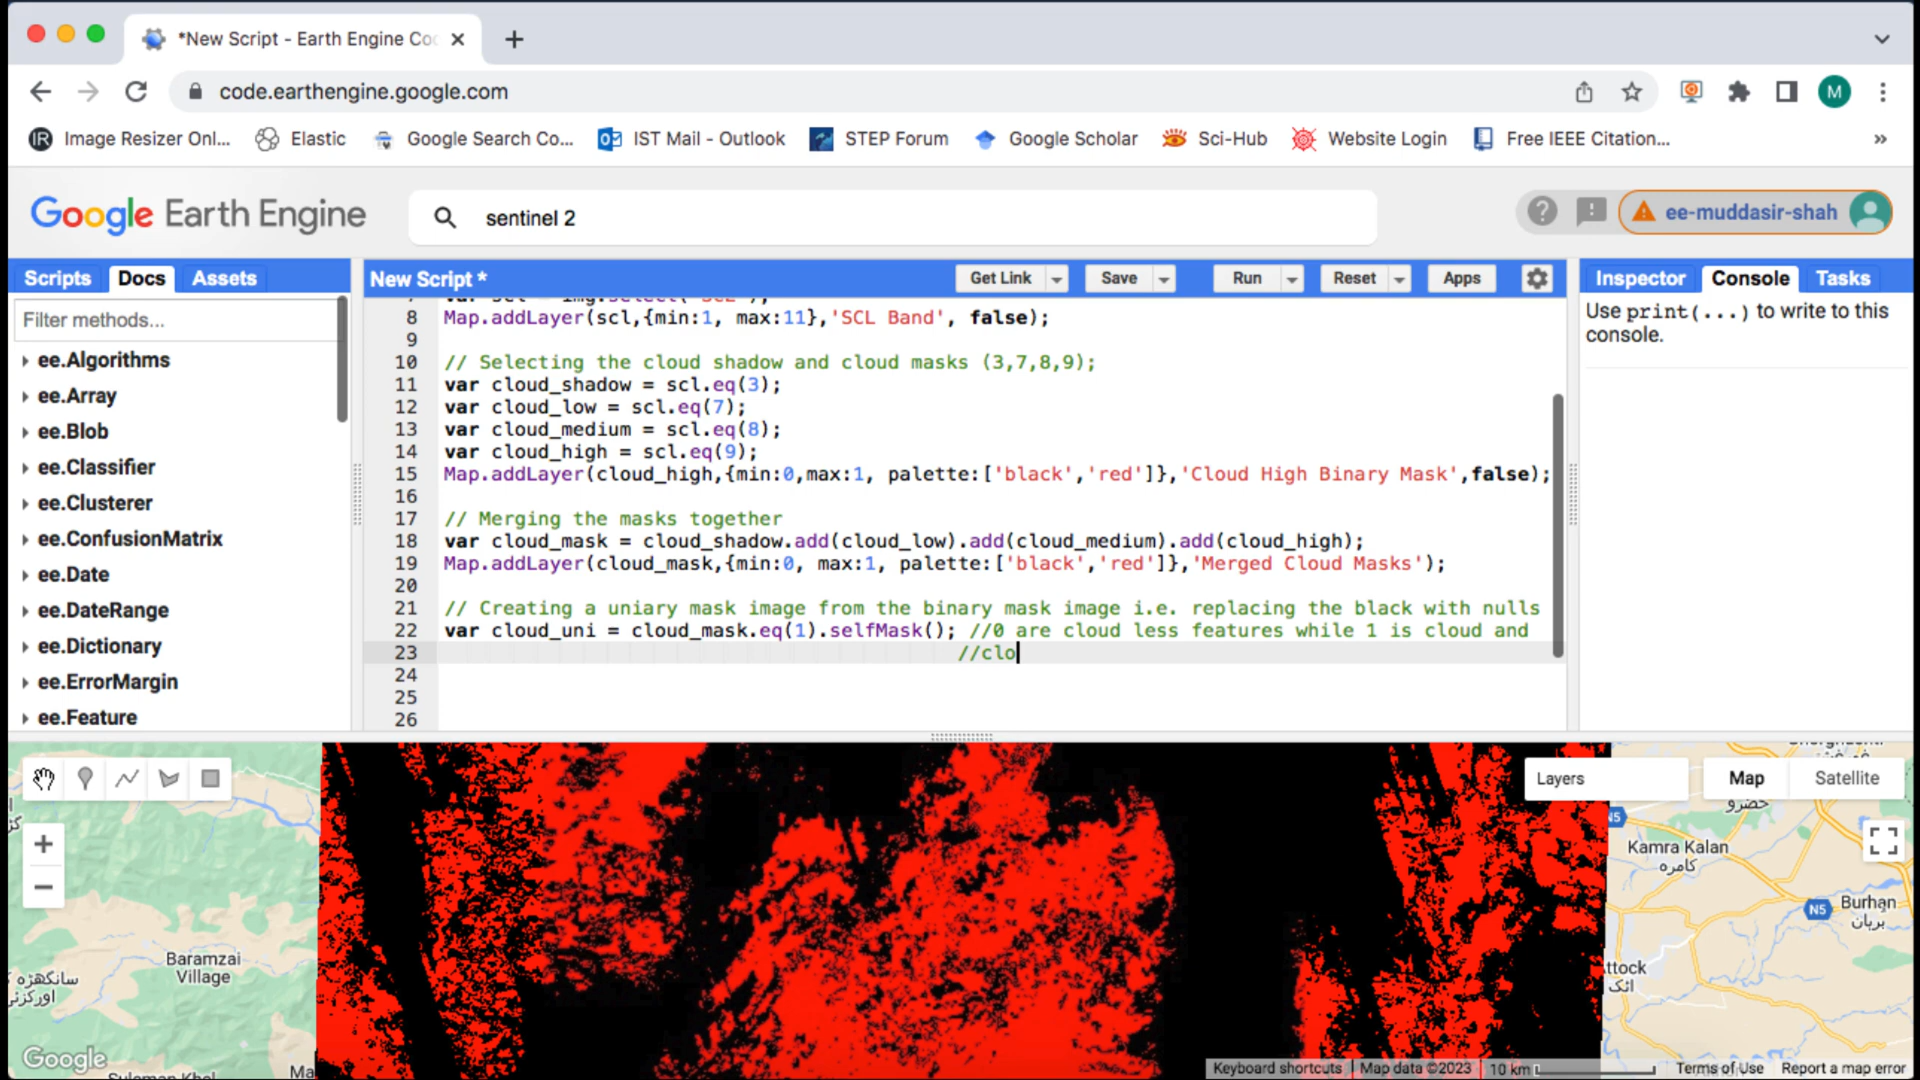 *New Script - Earth Engine Co
code.earthengine.google.com
M
IR Image Resizer Onl...
Elastic
Google Search Co...
IST Mail - Outlook
STEP Forum
Google Scholar
Sci-Hub
Website Login
Free IEEE Citation...
»
Google Earth Engine
sentinel 2
ee-muddasir-shah
Scripts Docs Assets
New Script *
Get Link Save Run Reset Apps
Inspector Console Tasks
Filter methods...
ee.Algorithms
ee.Array
ee.Blob
ee.Classifier
ee.Clusterer
ee.ConfusionMatrix
ee.Date
ee.DateRange
ee.Dictionary
ee.ErrorMargin
ee.Feature
8 Map.addLayer(scl,{min:1, max:11},'SCL Band', false);
9
10 // Selecting the cloud shadow and cloud masks (3,7,8,9);
11 var cloud_shadow = scl.eq(3);
12 var cloud_low = scl.eq(7);
13 var cloud_medium = scl.eq(8);
14 var cloud_high = scl.eq(9);
15 Map.addLayer(cloud_high,{min:0,max:1, palette:['black','red']},'Cloud High Binary Mask',false);
16
17 // Merging the masks together
18 var cloud_mask = cloud_shadow.add(cloud_low).add(cloud_medium).add(cloud_high);
19 Map.addLayer(cloud_mask,{min:0, max:1, palette:['black','red']},'Merged Cloud Masks');
20
21 // Creating a uniary mask image from the binary mask image i.e. replacing the black with nulls
22 var cloud_uni = cloud_mask.eq(1).selfMask(); //0 are cloud less features while 1 is cloud and
23 //clo
24
25
26
Use print(...) to write to this
console.
Layers
Map Satellite
حضرو
N5
Kamra Kalan
كامره
N5
Burhan
برہان
ttock
اٹک
Baramzai
Village
Google
Keyboard shortcuts
Map data ©2023
10 km
Terms of Use
Report a map error